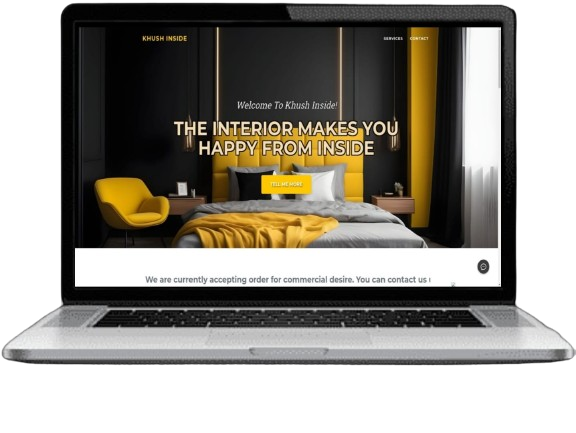 KHUSH INSIDE
SERVICES CONTACT
Welcome To Khush Inside!
THE INTERIOR MAKES YOU
HAPPY FROM INSIDE
TELL ME MORE
We are currently accepting order for commercial desire. You can contact us